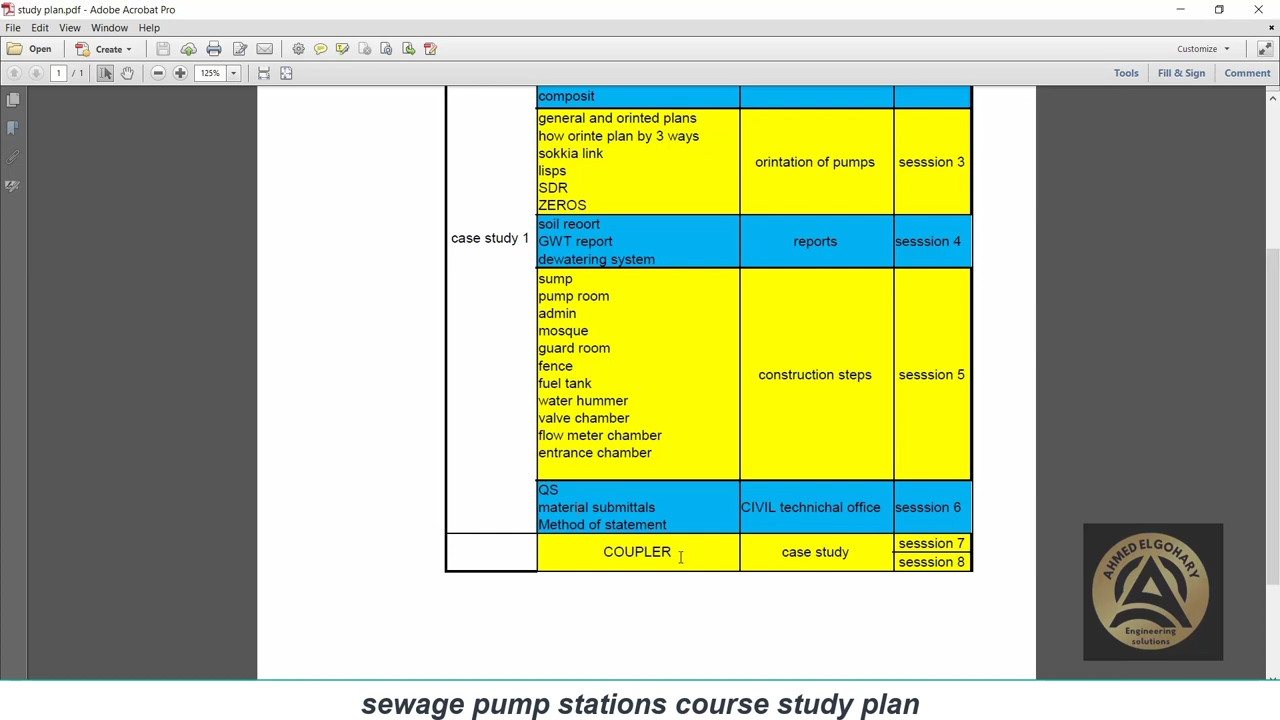 study plan.pdf - Adobe Acrobat Pro
File Edit View Window Help
Open Create Customize
1 / 1 125% Tools Fill & Sign Comment
composit
general and orinted plans
how orinte plan by 3 ways
sokkia link
lisps
SDR
ZEROS
orintation of pumps
sesssion 3
case study 1
soil reoort
GWT report
dewatering system
reports
sesssion 4
sump
pump room
admin
mosque
guard room
fence
fuel tank
water hummer
valve chamber
flow meter chamber
entrance chamber
construction steps
sesssion 5
QS
material submittals
Method of statement
CIVIL technichal office
sesssion 6
COUPLER
case study
sesssion 7
sesssion 8
AHMED ELGOHARY
Engineering
solutions
sewage pump stations course study plan